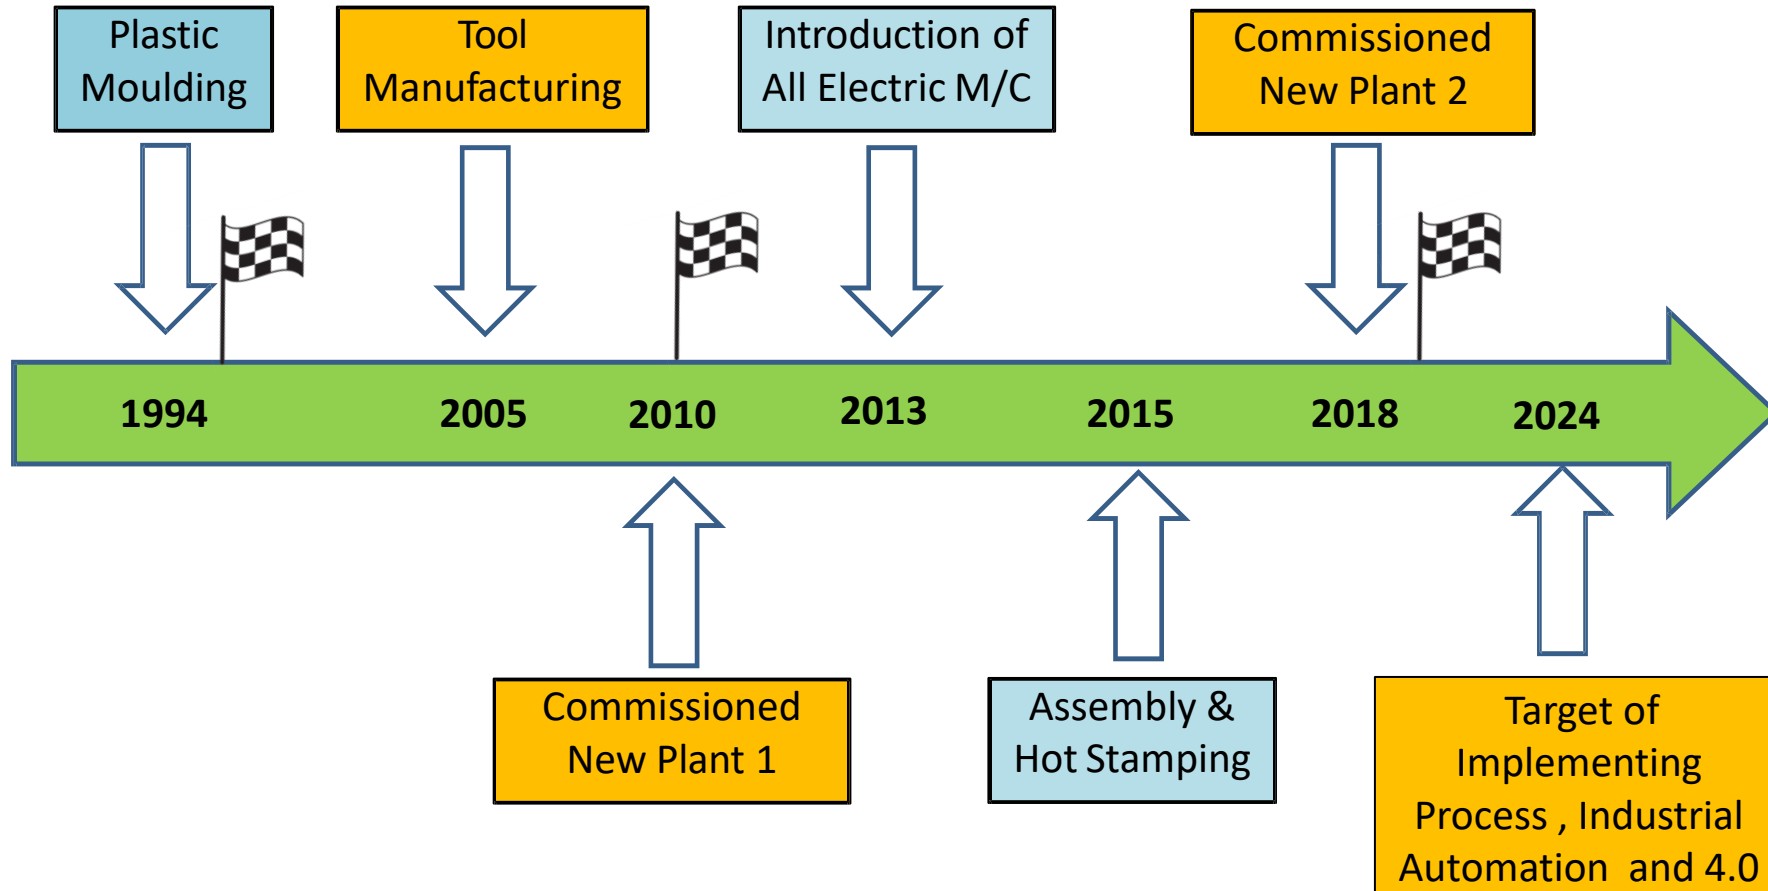 Plastic
Moulding
Tool
Manufacturing
Introduction of
All Electric M/C
Commissioned
New Plant 2
1994
2005
2010
2013
2015
2018
2024
Commissioned
New Plant 1
Assembly &
Hot Stamping
Target of
Implementing
Process , Industrial
Automation and 4.0